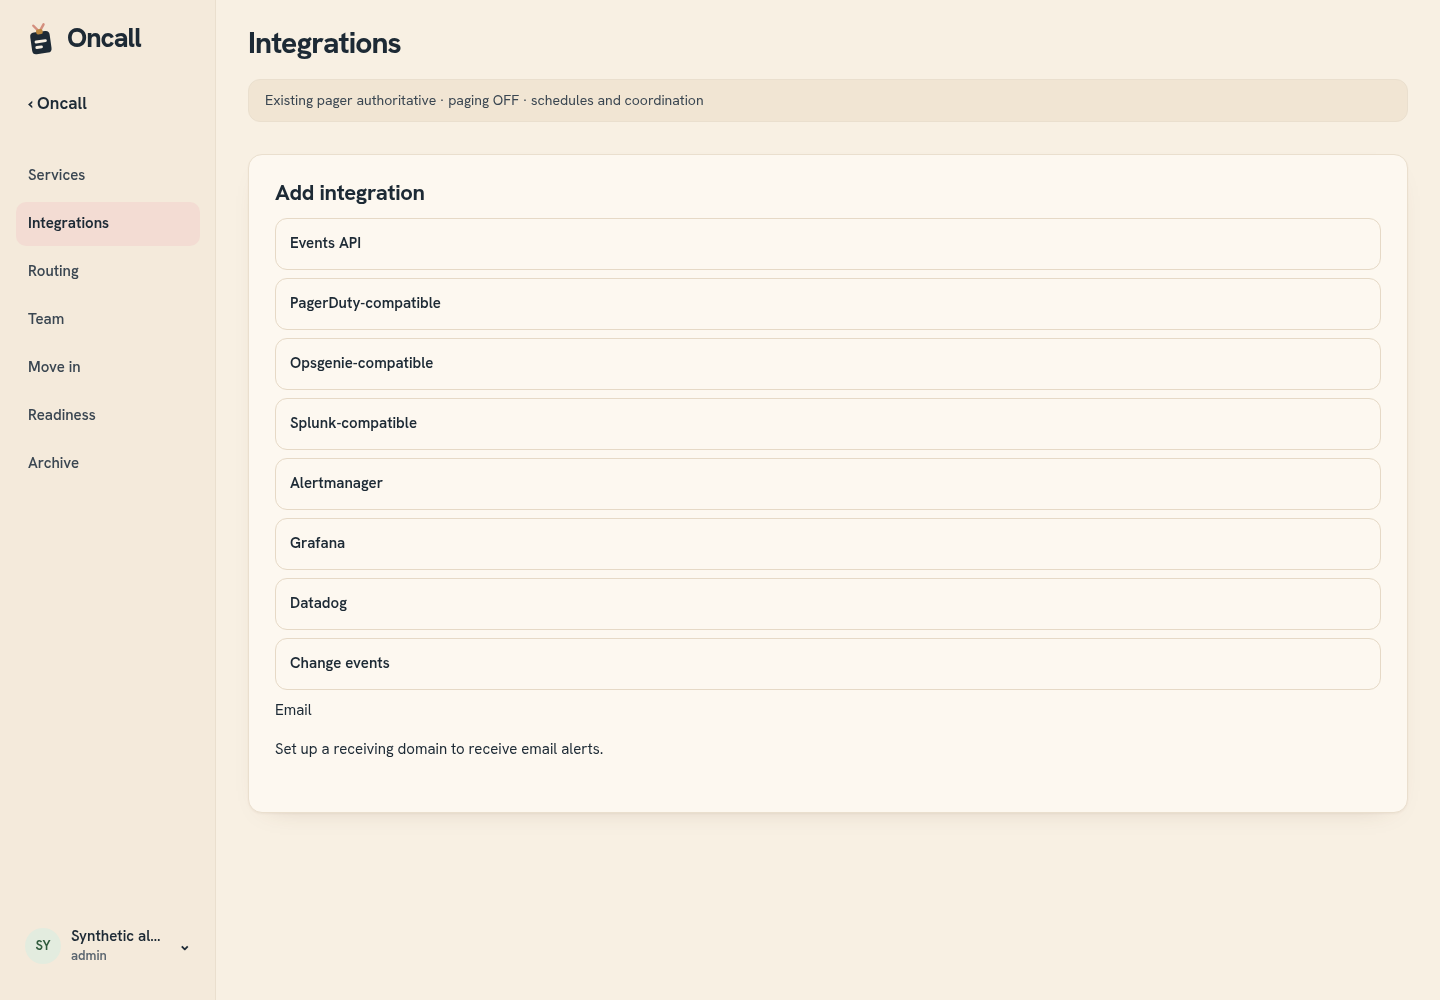 Oncall
‹ Oncall
Services
Integrations
Routing
Team
Move in
Readiness
Archive
SY
Synthetic al...
admin
Integrations
Existing pager authoritative · paging OFF · schedules and coordination
Add integration
Events API
PagerDuty-compatible
Opsgenie-compatible
Splunk-compatible
Alertmanager
Grafana
Datadog
Change events
Email
Set up a receiving domain to receive email alerts.